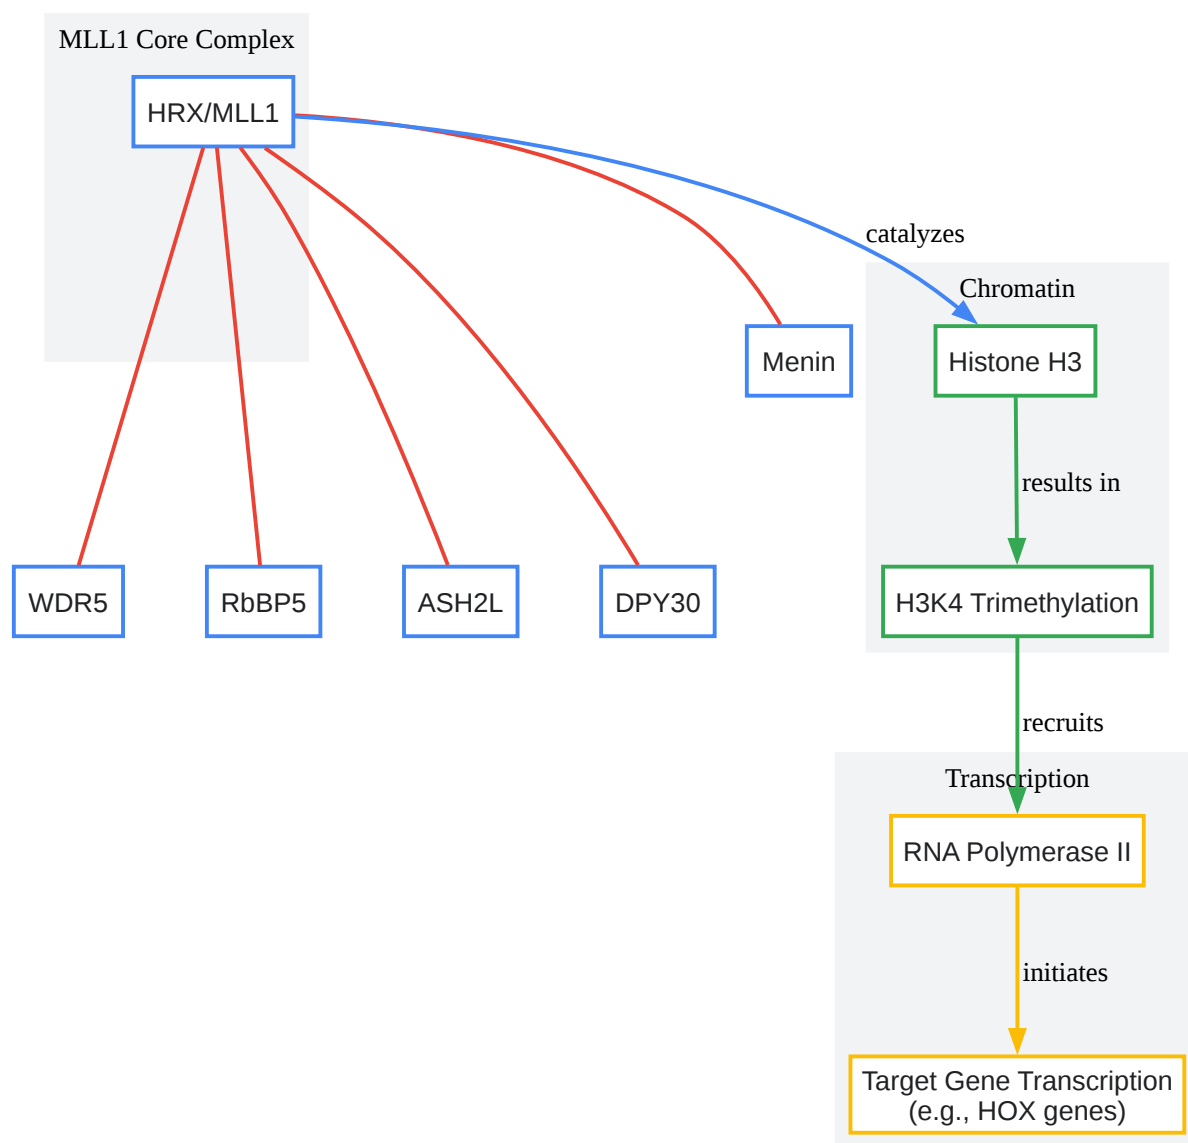 MLL1 Core Complex
HRX/MLL1
catalyzes
Chromatin
Menin
Histone H3
results in
WDR5
RbBP5
ASH2L
DPY30
H3K4 Trimethylation
recruits
Transcription
RNA Polymerase II
initiates
Target Gene Transcription
(e.g., HOX genes)